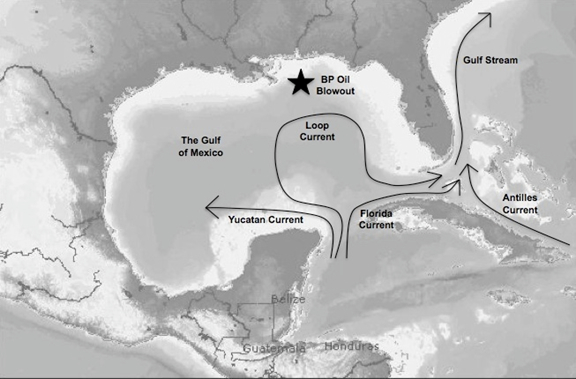 Gulf Stream
BP Oil
Blowout
Loop
Current
The Gulf
of Mexico
Antilles
Current
Yucatan Current
Florida
Current
Belize
Guatemala
Honduras